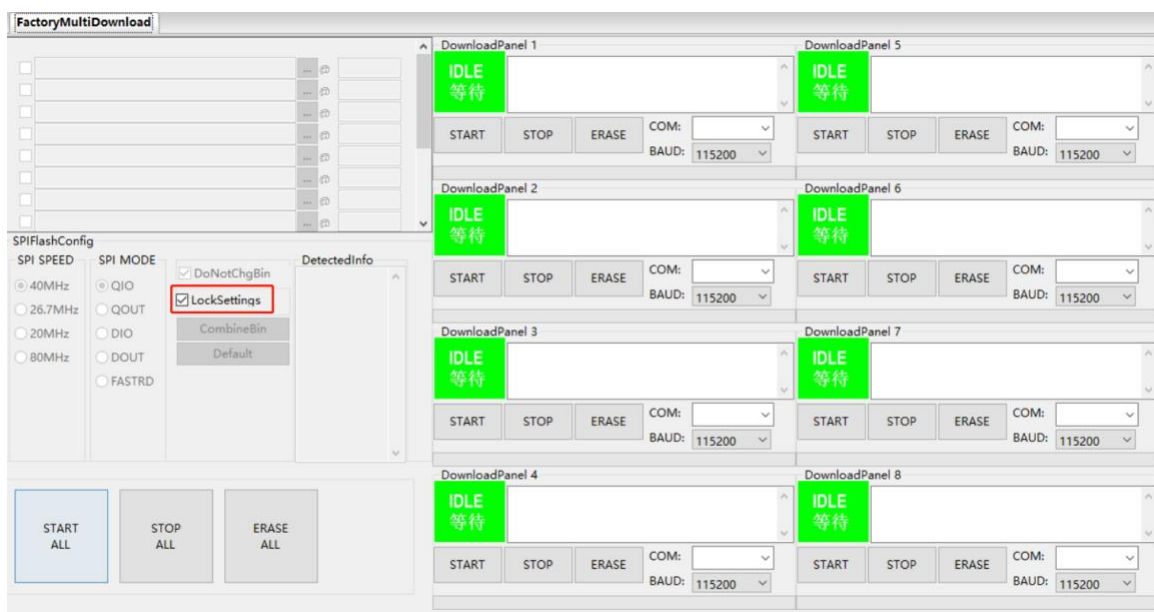 FactoryMultiDownload
...
...
...
...
...
...
...
...
SPIFlashConfig
SPI SPEED
40MHz
26.7MHz
20MHz
80MHz
SPI MODE
QIO
QOUT
DIO
DOUT
FASTRD
DoNotChgBin
LockSettings
CombineBin
Default
DetectedInfo
START
ALL
STOP
ALL
ERASE
ALL
DownloadPanel 1
IDLE
等待
START STOP ERASE COM:
BAUD: 115200
DownloadPanel 2
IDLE
等待
START STOP ERASE COM:
BAUD: 115200
DownloadPanel 3
IDLE
等待
START STOP ERASE COM:
BAUD: 115200
DownloadPanel 4
IDLE
等待
START STOP ERASE COM:
BAUD: 115200
DownloadPanel 5
IDLE
等待
START STOP ERASE COM:
BAUD: 115200
DownloadPanel 6
IDLE
等待
START STOP ERASE COM:
BAUD: 115200
DownloadPanel 7
IDLE
等待
START STOP ERASE COM:
BAUD: 115200
DownloadPanel 8
IDLE
等待
START STOP ERASE COM:
BAUD: 115200